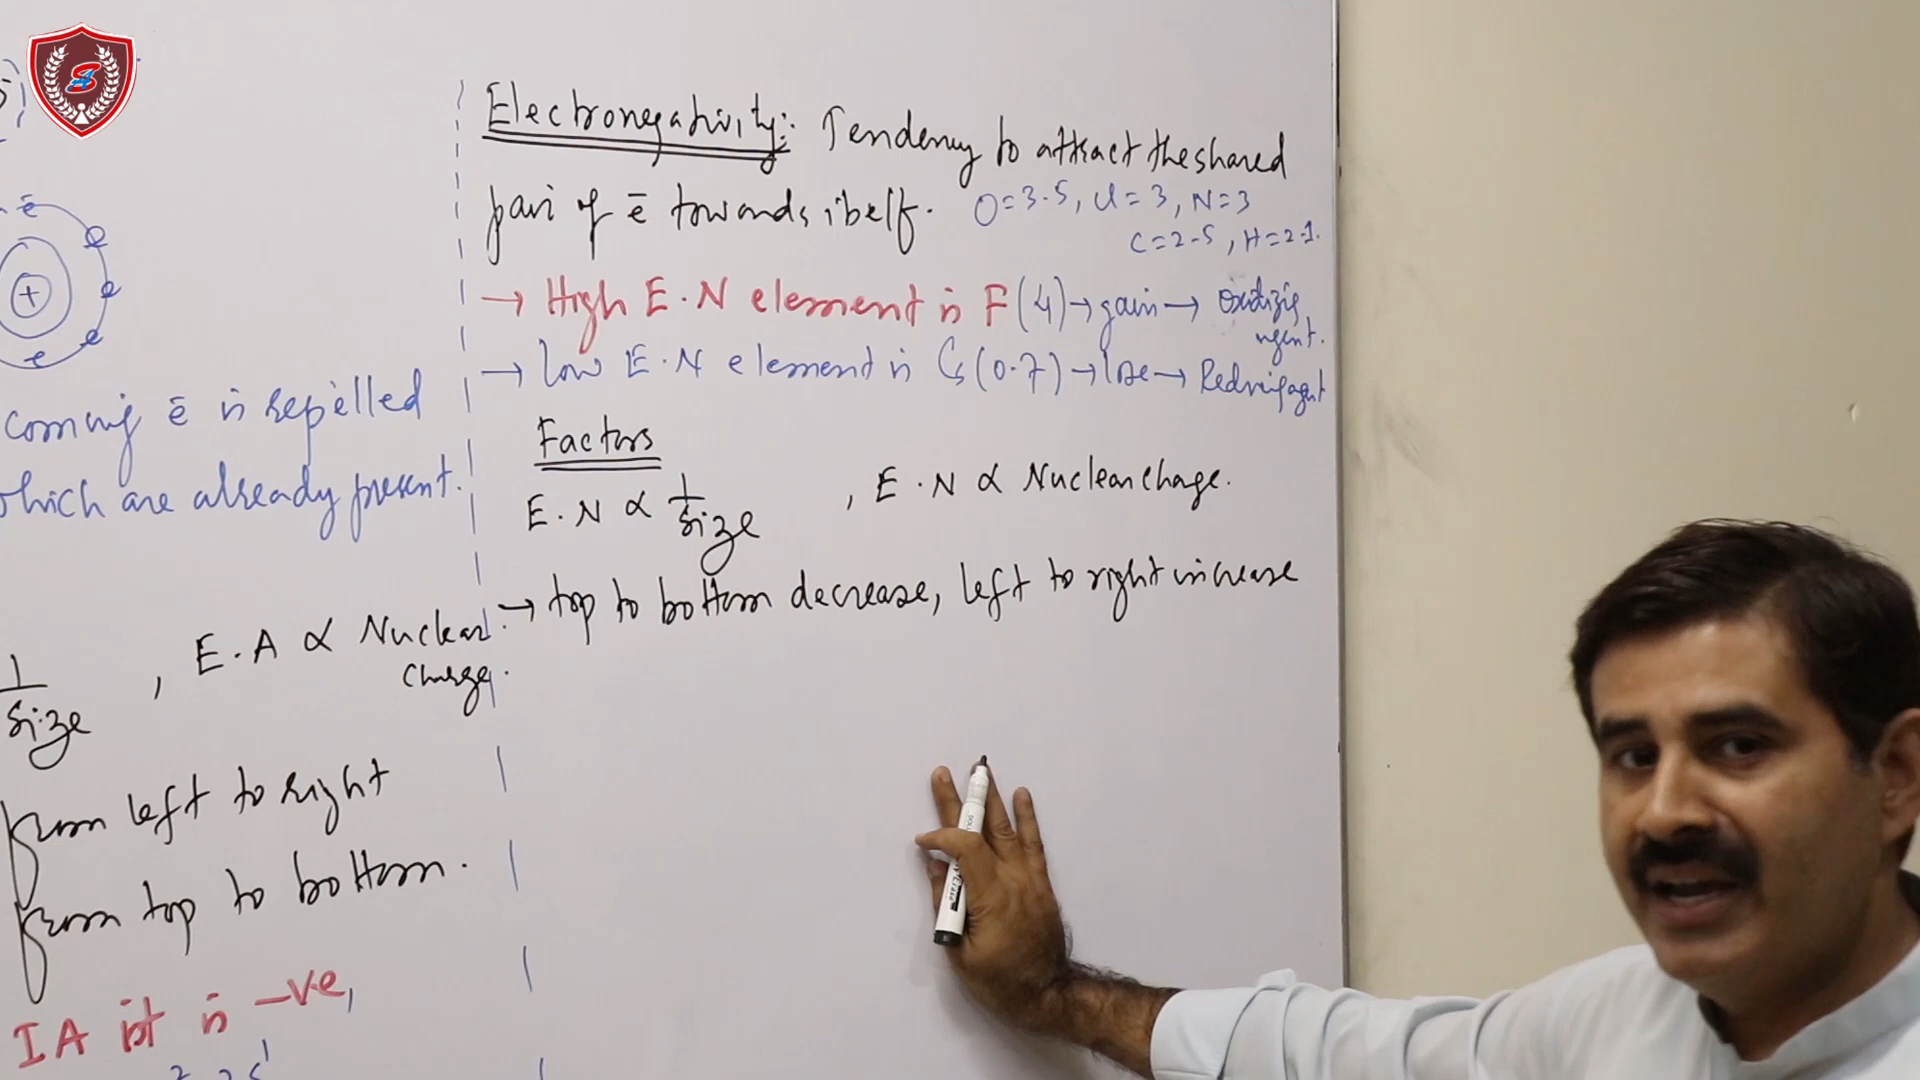 coming ē is repelled
which are already present.
1
size
, E.A ∝ Nuclear
charge.
from left to right
from top to bottom.
IA is -ve,
Electronegativity:- Tendency to attract the shared
pair of ē towards itself.
O=3.5, Cl=3, N=3
C=2.5, H=2.1.
→ High E.N element is F(4)→gain→ Oxidizig
agent.
→ Low E.N element is Cs(0.7)→lose→ Reducing agent
Factors
E.N ∝ 1/size , E.N ∝ Nuclear charge.
→ top to bottom decrease, left to right increase